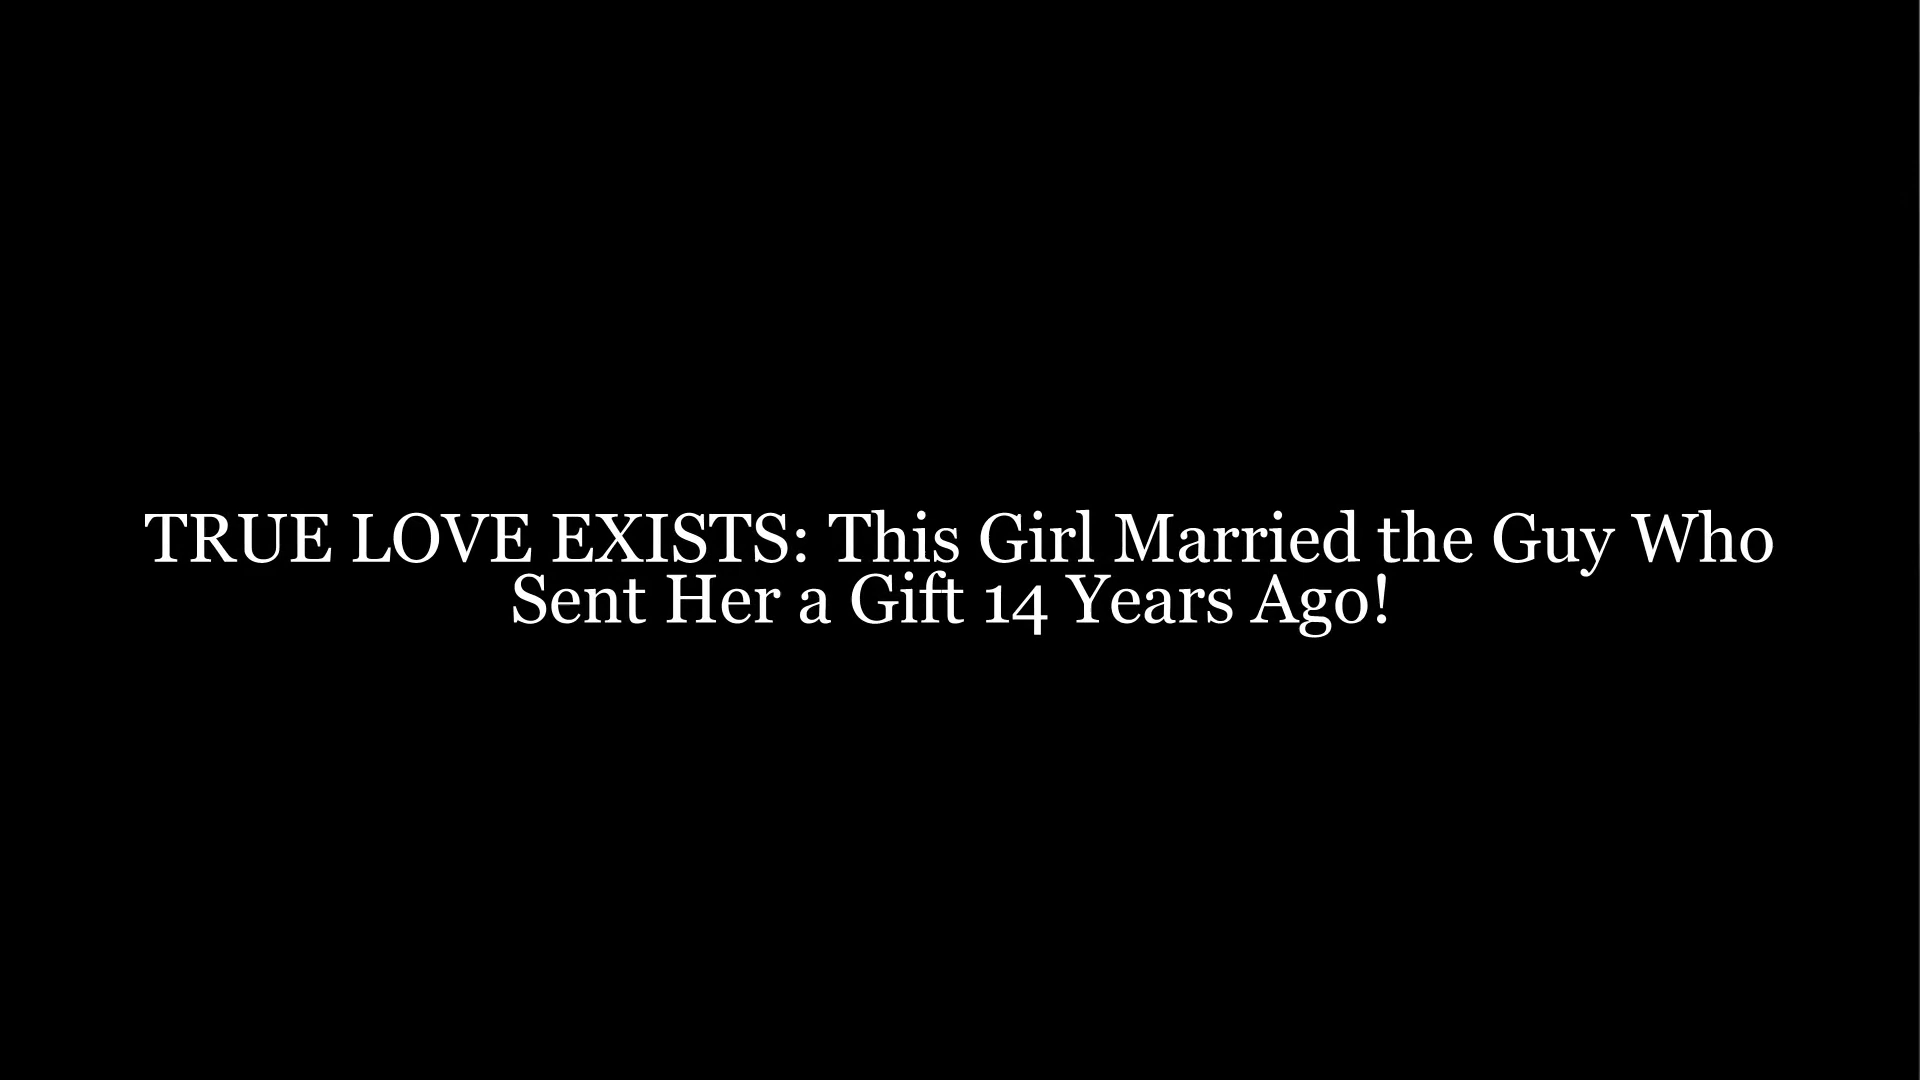 TRUE LOVE EXISTS: This Girl Married the Guy Who
Sent Her a Gift 14 Years Ago!